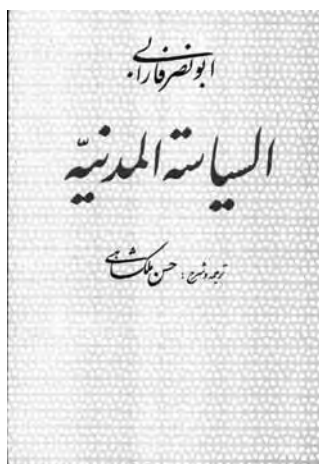 ابونصر فارابی
السیاسة المدنیّه
ترجمه و شرح : حسن ملکشاهی